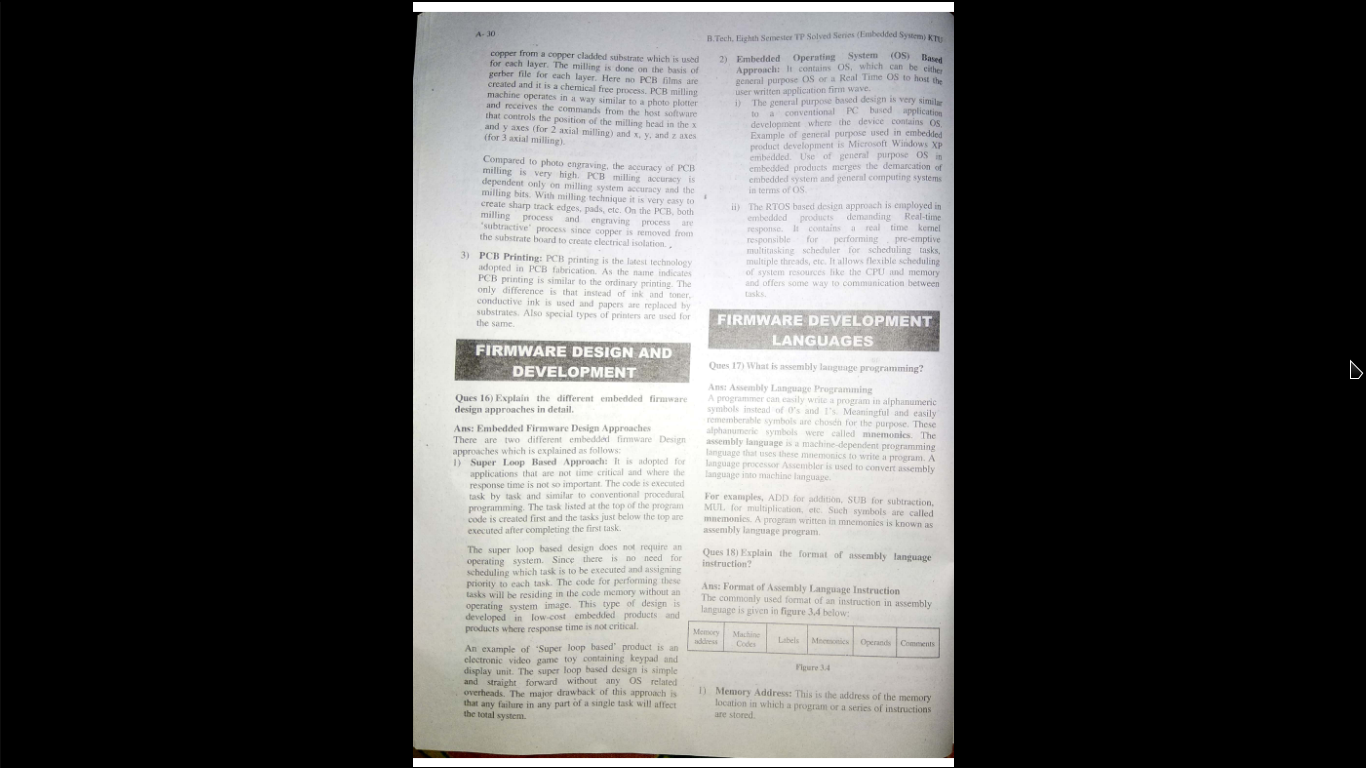 A- 30
B.Tech, Eighth Semester TP Solved Series (Embedded System) KTU
copper from a copper cladded substrate which is used
for each layer. The milling is done on the basis of
gerber file for each layer. Here no PCB films are
created and it is a chemical free process. PCB milling
machine operates in a way similar to a photo plotter
and receives the commands from the host software
that controls the position of the milling head in the x
and y axes (for 2 axial milling) and x, y, and z axes
(for 3 axial milling).
Compared to photo engraving, the accuracy of PCB
milling is very high. PCB milling accuracy is
dependent only on milling system accuracy and the
milling bits. With milling technique it is very easy to
create sharp track edges, pads, etc. On the PCB, both
milling process and engraving process are
'subtractive' process since copper is removed from
the substrate board to create electrical isolation.
3) PCB Printing: PCB printing is the latest technology
adopted in PCB fabrication. As the name indicates
PCB printing is similar to the ordinary printing. The
only difference is that instead of ink and toner,
conductive ink is used and papers are replaced by
substrates. Also special types of printers are used for
the same.
FIRMWARE DESIGN AND
DEVELOPMENT
Ques 16) Explain the different embedded firmware
design approaches in detail.
Ans: Embedded Firmware Design Approaches
There are two different embedded firmware Design
approaches which is explained as follows:
1) Super Loop Based Approach: It is adopted for
applications that are not time critical and where the
response time is not so important. The code is executed
task by task and similar to conventional procedural
programming. The task listed at the top of the program
code is created first and the tasks just below the top are
executed after completing the first task.
The super loop based design does not require an
operating system. Since there is no need for
scheduling which task is to be executed and assigning
priority to each task. The code for performing these
tasks will be residing in the code memory without an
operating system image. This type of design is
developed in low-cost embedded products and
products where response time is not critical.
An example of 'Super loop based' product is an
electronic video game toy containing keypad and
display unit. The super loop based design is simple
and straight forward without any OS related
overheads. The major drawback of this approach is
that any failure in any part of a single task will affect
the total system.
2) Embedded Operating System (OS) Based
Approach: It contains OS, which can be either
general purpose OS or a Real Time OS to host the
user written application firm wave.
i) The general purpose based design is very similar
to a conventional PC based application
development where the device contains OS.
Example of general purpose used in embedded
product development is Microsoft Windows XP
embedded. Use of general purpose OS in
embedded products merges the demarcation of
embedded system and general computing systems
in terms of OS.
ii) The RTOS based design approach is employed in
embedded products demanding Real-time
response. It contains a real time kernel
responsible for performing pre-emptive
multitasking scheduler for scheduling tasks,
multiple threads, etc. It allows flexible scheduling
of system resources like the CPU and memory
and offers some way to communication between
tasks.
FIRMWARE DEVELOPMENT
LANGUAGES
Ques 17) What is assembly language programming?
Ans: Assembly Language Programming
A programmer can easily write a program in alphanumeric
symbols instead of 0's and 1's. Meaningful and easily
rememberable symbols are chosen for the purpose. These
alphanumeric symbols were called mnemonics. The
assembly language is a machine-dependent programming
language that uses these mnemonics to write a program. A
language processor Assembler is used to convert assembly
language into machine language.
For examples, ADD for addition, SUB for subtraction,
MUL for multiplication, etc. Such symbols are called
mnemonics. A program written in mnemonics is known as
assembly language program.
Ques 18) Explain the format of assembly language
instruction?
Ans: Format of Assembly Language Instruction
The commonly used format of an instruction in assembly
language is given in figure 3.4 below:
Memory address Machine Codes Labels Mnemonics Operands Comments
Figure 3.4
1) Memory Address: This is the address of the memory
location in which a program or a series of instructions
are stored.